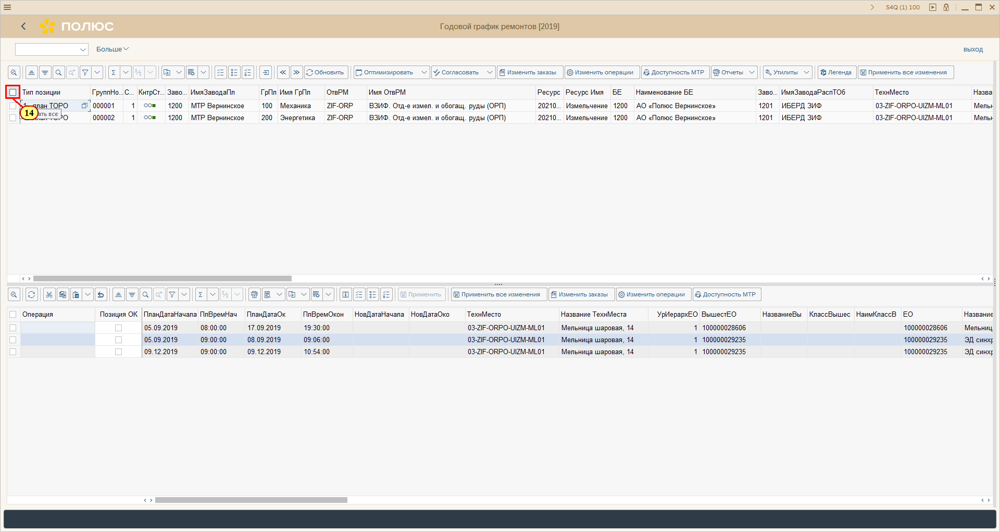 S4Q (1) 100
ПОЛЮС
Годовой график ремонтов [2019]
Больше
выход
Обновить Оптимизировать Согласовать Изменить заказы Изменить операции Доступность МТР Отчеты Утилиты Легенда Применить все изменения
Тип позиции ГруппНо... С... КнтрСт... Заво... ИмяЗаводаПл ГрПл Имя ГрПл ОтвРМ Имя ОтвРМ Ресурс Ресурс Имя БЕ Наименование БЕ Заво... ИмяЗаводаРаспТОб ТехнМесто Назва
план ТОРО 000001 1 1200 МТР Вернинское 100 Механика ZIF-ORP ВЗИФ. Отд-е измел. и обогащ. руды (ОРП) 20210... Измельчение 1200 АО «Полюс Вернинское» 1201 ИБЕРД ЗИФ 03-ZIF-ORPO-UIZM-ML01 Мельн
14 ать все
000002 1 1200 МТР Вернинское 200 Энергетика ZIF-ORP ВЗИФ. Отд-е измел. и обогащ. руды (ОРП) 20210... Измельчение 1200 АО «Полюс Вернинское» 1201 ИБЕРД ЗИФ 03-ZIF-ORPO-UIZM-ML01 Мельн
Применить Применить все изменения Изменить заказы Изменить операции Доступность МТР
Операция Позиция ОК ПланДатаНачала ПлВремНач ПланДатаОк ПлВремОкон НовДатаНачала НовДатаОко ТехнМесто Название ТехнМеста УрИерархЕО ВышестЕО НазваниеВы КлассВышес НаимКлассВ ЕО Название
05.09.2019 08:00:00 17.09.2019 19:30:00 03-ZIF-ORPO-UIZM-ML01 Мельница шаровая, 14 1 100000028606 100000028606 Мельниц
05.09.2019 09:00:00 08.09.2019 09:06:00 03-ZIF-ORPO-UIZM-ML01 Мельница шаровая, 14 1 100000029235 100000029235 ЭД синхр
09.12.2019 09:00:00 09.12.2019 10:54:00 03-ZIF-ORPO-UIZM-ML01 Мельница шаровая, 14 1 100000029235 100000029235 ЭД синхр